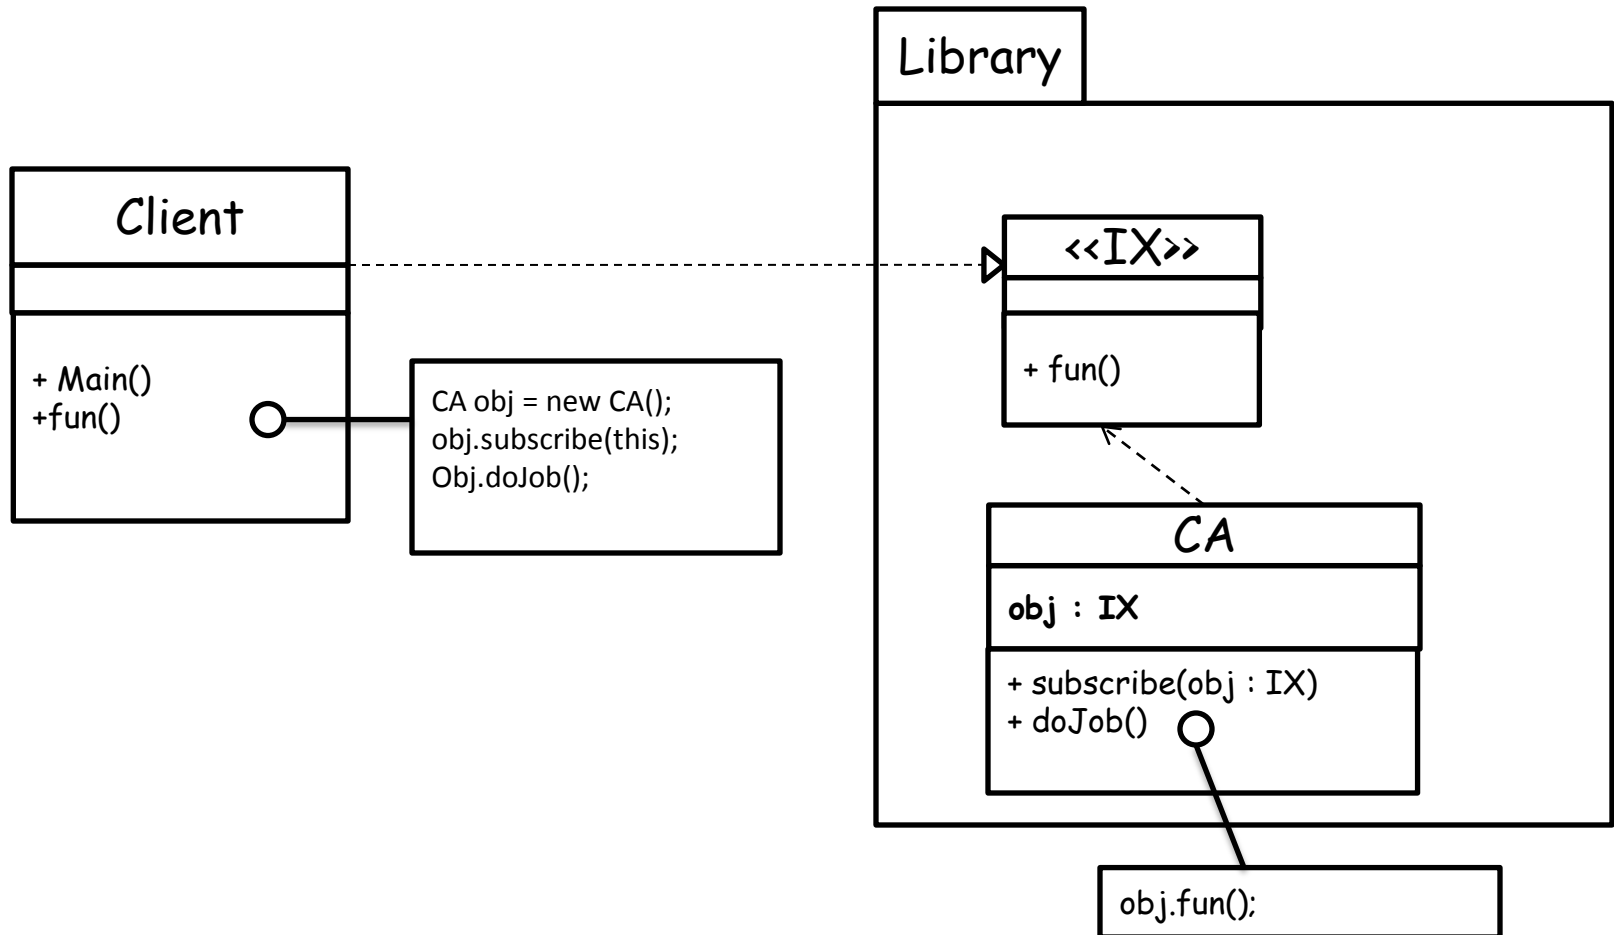 Library
Client
<<IX>>
+ fun()
+ Main()
+fun()
CA obj = new CA();
obj.subscribe(this);
Obj.doJob();
CA
obj : IX
+ subscribe(obj : IX)
+ doJob()
obj.fun();